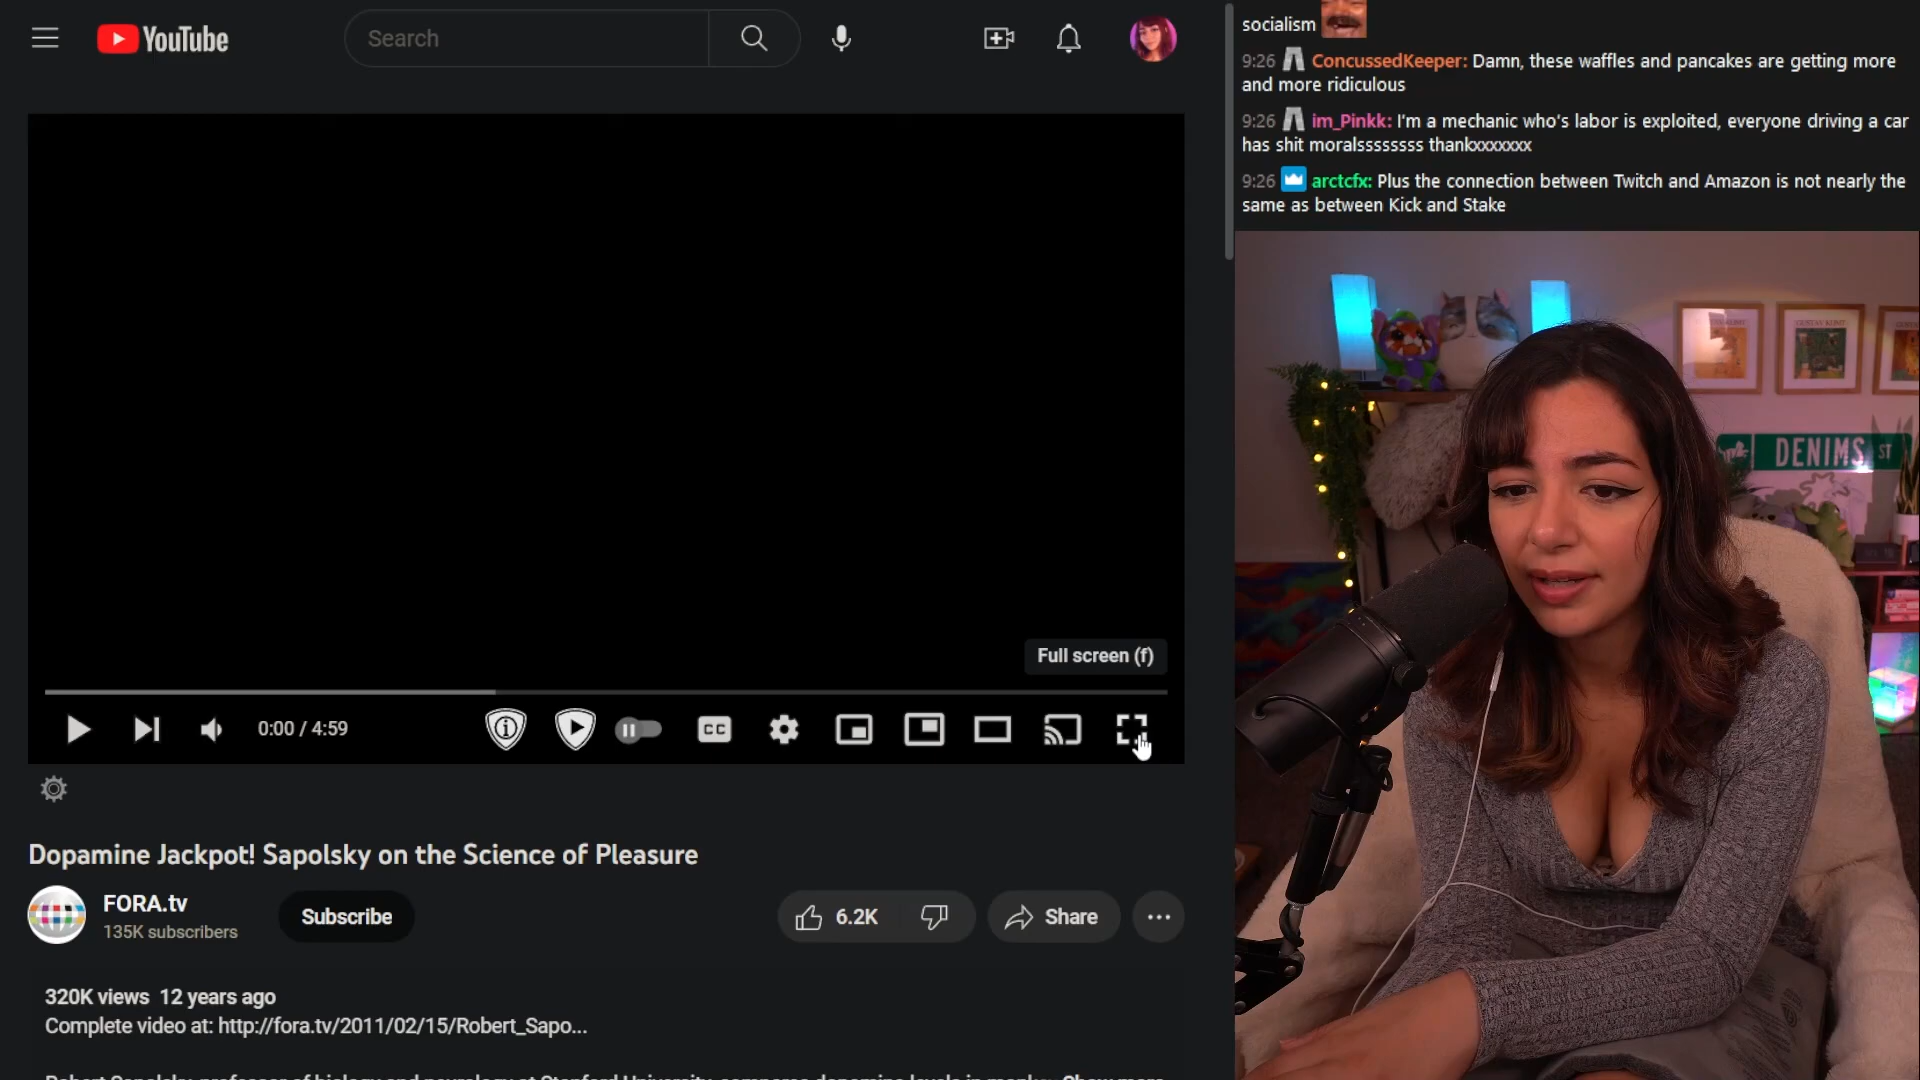 YouTube
Search
Full screen (f)
0:00 / 4:59
CC
Dopamine Jackpot! Sapolsky on the Science of Pleasure
FORA.tv
135K subscribers
Subscribe
6.2K
Share
320K views 12 years ago
Complete video at: http://fora.tv/2011/02/15/Robert_Sapo...
socialism
9:26 ConcussedKeeper: Damn, these waffles and pancakes are getting more
and more ridiculous
9:26 im_Pinkk: I'm a mechanic who's labor is exploited, everyone driving a car
has shit moralssssssss thankxxxxxxx
9:26 arctcfx: Plus the connection between Twitch and Amazon is not nearly the
same as between Kick and Stake
GUSTAV KLIMT
DENIMS ST